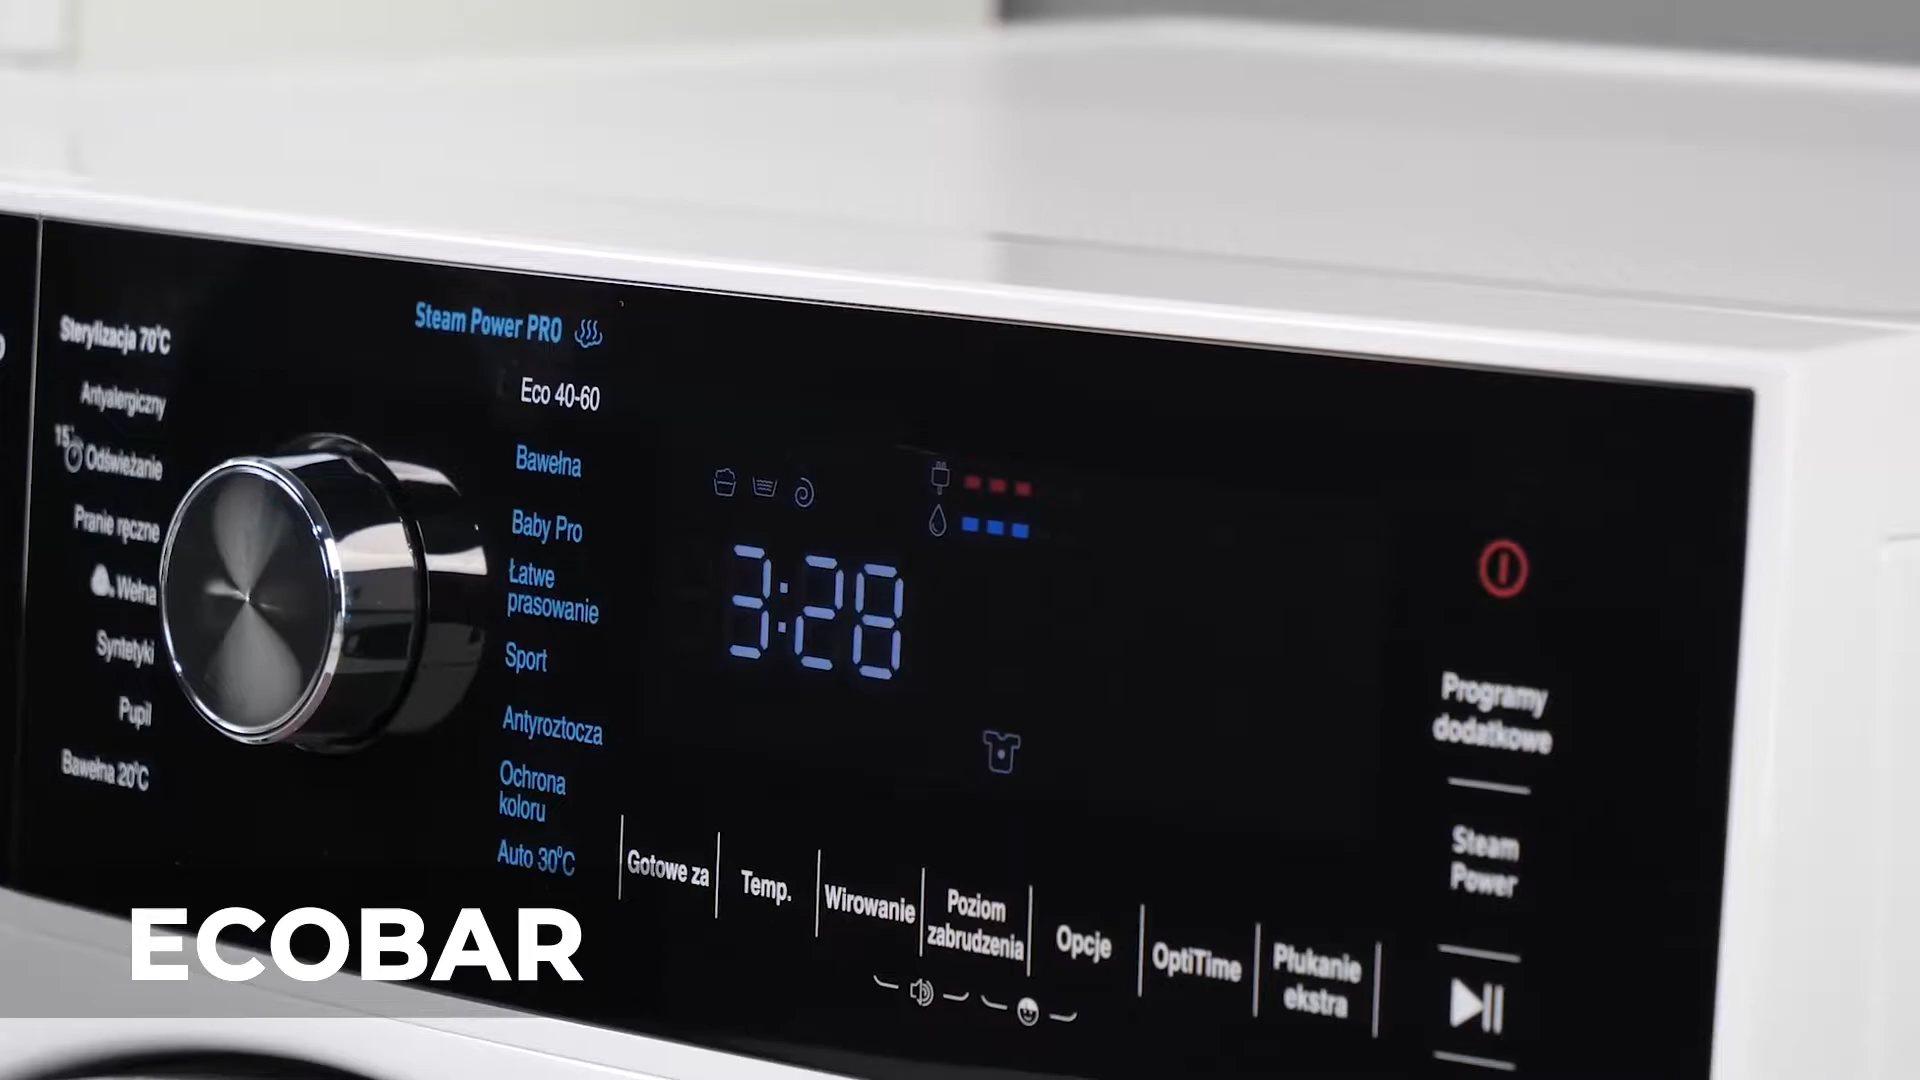 Sterylizacja 70°C
Antyalergiczny
15' Odświeżanie
Pranie ręczne
Wełna
Syntetyki
Pupil
Bawełna 20°C
Steam Power PRO
Eco 40-60
Bawełna
Baby Pro
Łatwe
prasowanie
Sport
Antyroztocza
Ochrona
koloru
Auto 30°C
3:28
Gotowe za
Temp.
Wirowanie
Poziom
zabrudzenia
Opcje
OptiTime
Płukanie
ekstra
Programy
dodatkowe
Steam
Power
ECOBAR